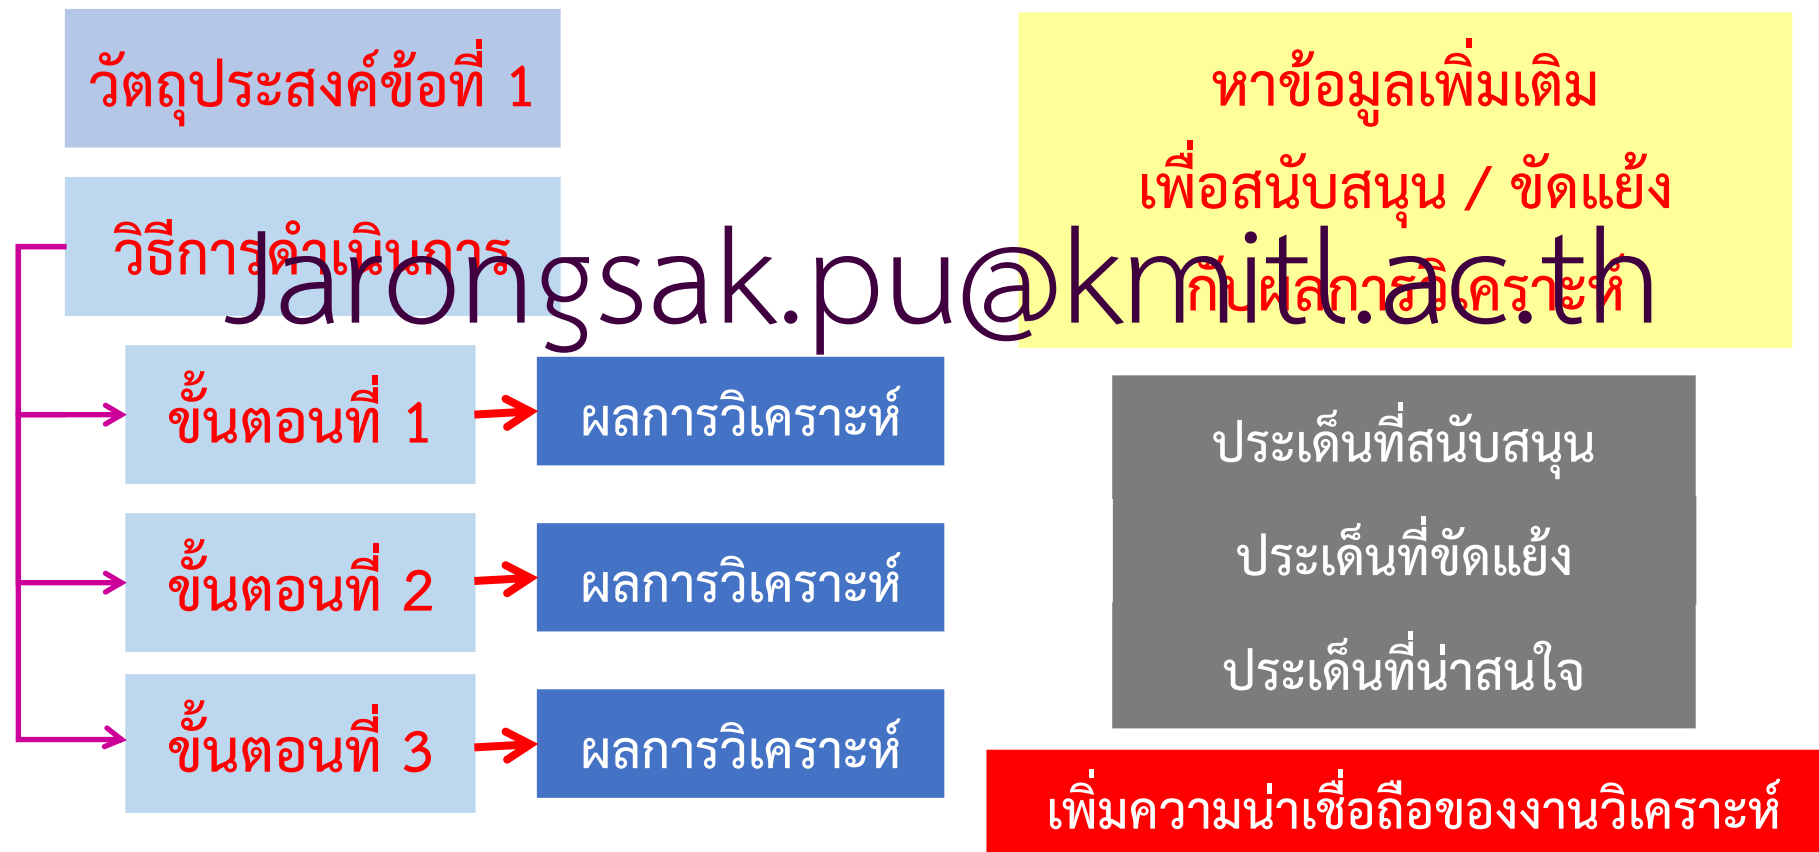 วัตถุประสงค์ข้อที่ 1
วิธีการดำเนินการ
ขั้นตอนที่ 1
ผลการวิเคราะห์
ขั้นตอนที่ 2
ผลการวิเคราะห์
ขั้นตอนที่ 3
ผลการวิเคราะห์
หาข้อมูลเพิ่มเติม
เพื่อสนับสนุน / ขัดแย้ง
กับผลการวิเคราะห์
ประเด็นที่สนับสนุน
ประเด็นที่ขัดแย้ง
ประเด็นที่น่าสนใจ
เพิ่มความน่าเชื่อถือของงานวิเคราะห์
Jarongsak.pu@kmitl.ac.th